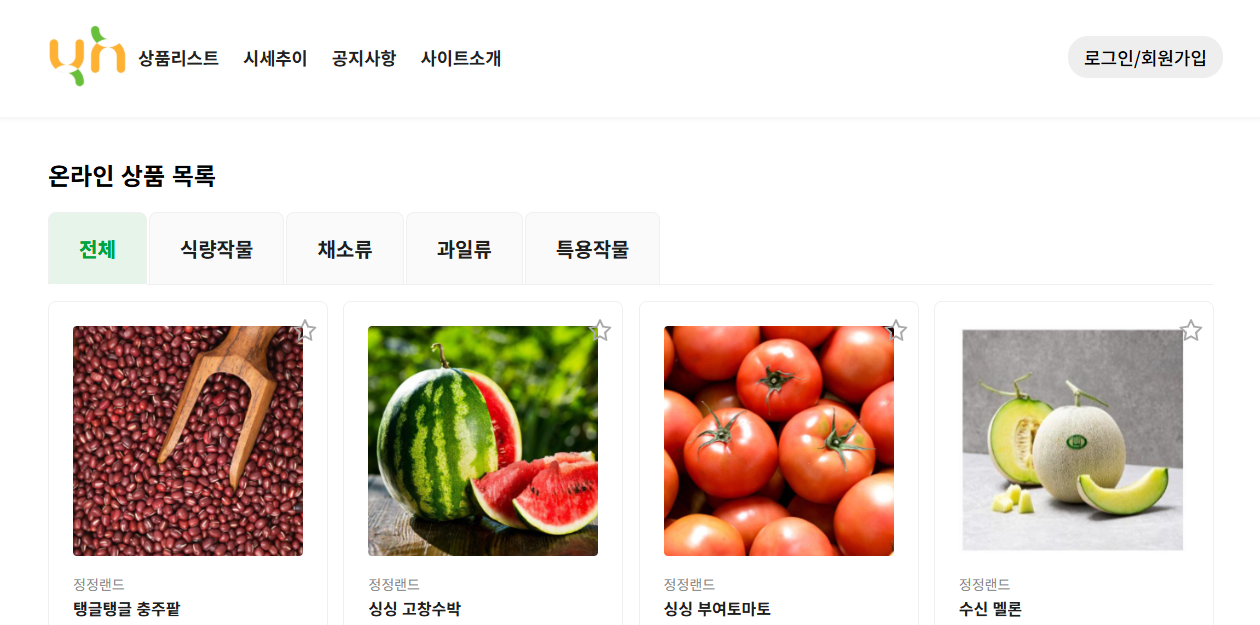 상품리스트 시세추이 공지사항 사이트소개 로그인/회원가입
온라인 상품 목록
전체 식량작물 채소류 과일류 특용작물
정정랜드 정정랜드 정정랜드 정정랜드
탱글탱글 충주팥 싱싱 고창수박 싱싱 부여토마토 수신 멜론